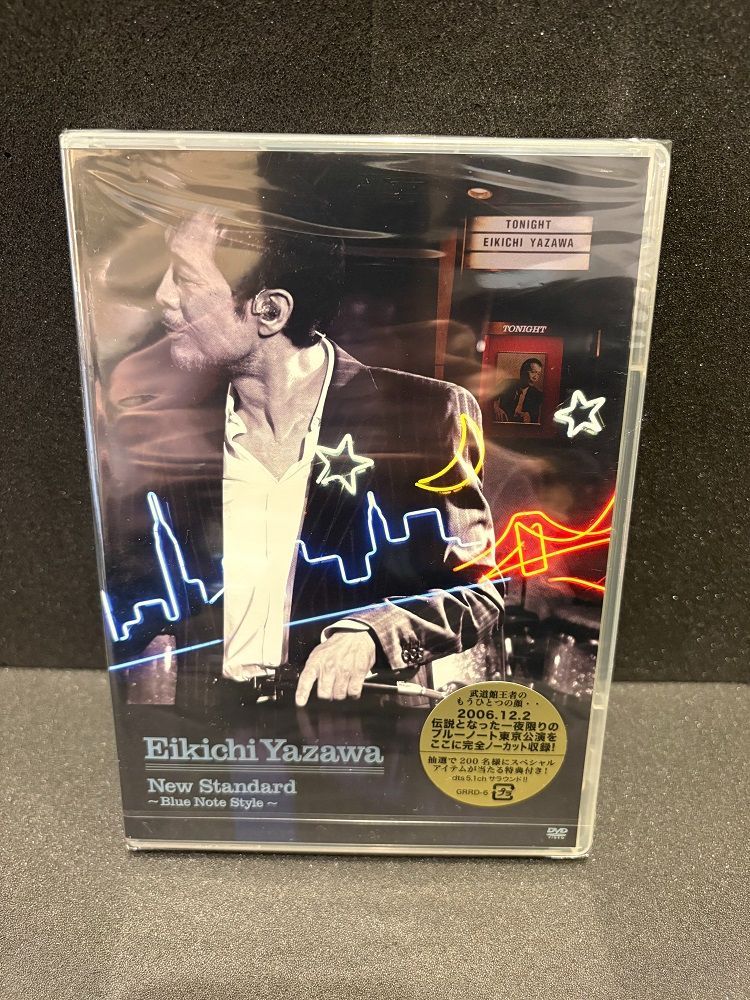 TONIGHT
EIKICHI YAZAWA
TONIGHT
Eikichi Yazawa
New Standard
~Blue Note Style~
武道館王者の
もうひとつの顔・・
2006.12.2
伝説となった一夜限りの
ブルーノート東京公演を
ここに完全ノーカット収録!
抽選で200名様にスペシャル
アイテムが当たる特典付き!
dts 5.1ch サラウンド!!
GRRD-6
DVD
VIDEO